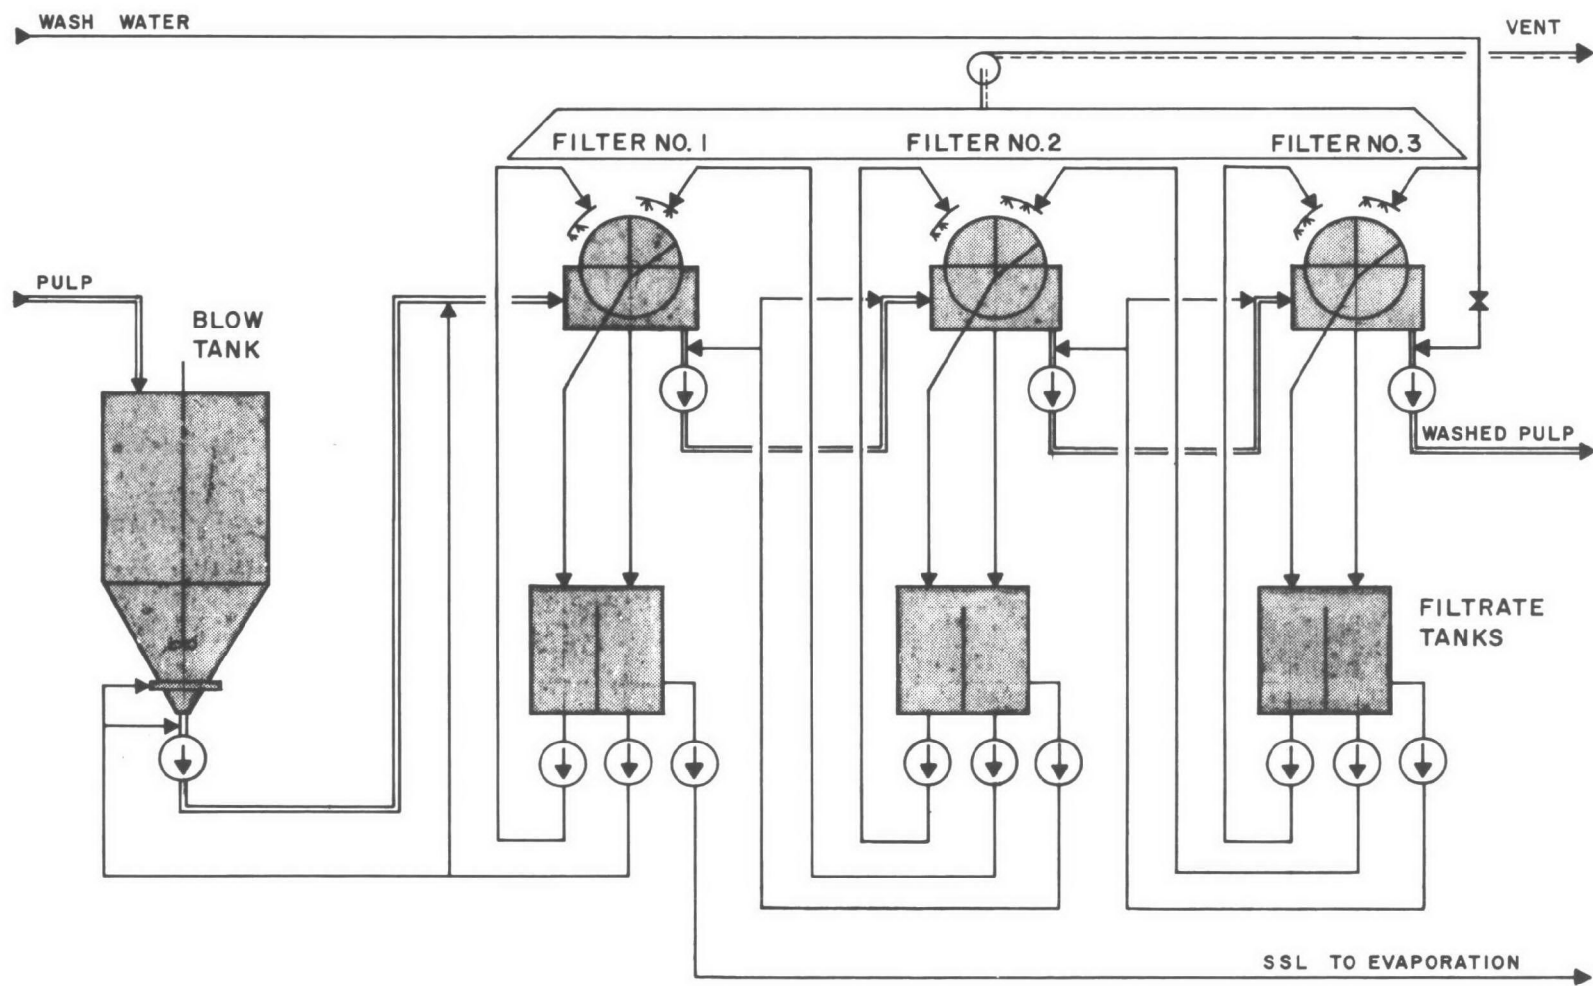 WASH WATER
VENT
FILTER NO. 1
FILTER NO. 2
FILTER NO. 3
PULP
BLOW
TANK
WASHED PULP
FILTRATE
TANKS
SSL TO EVAPORATION